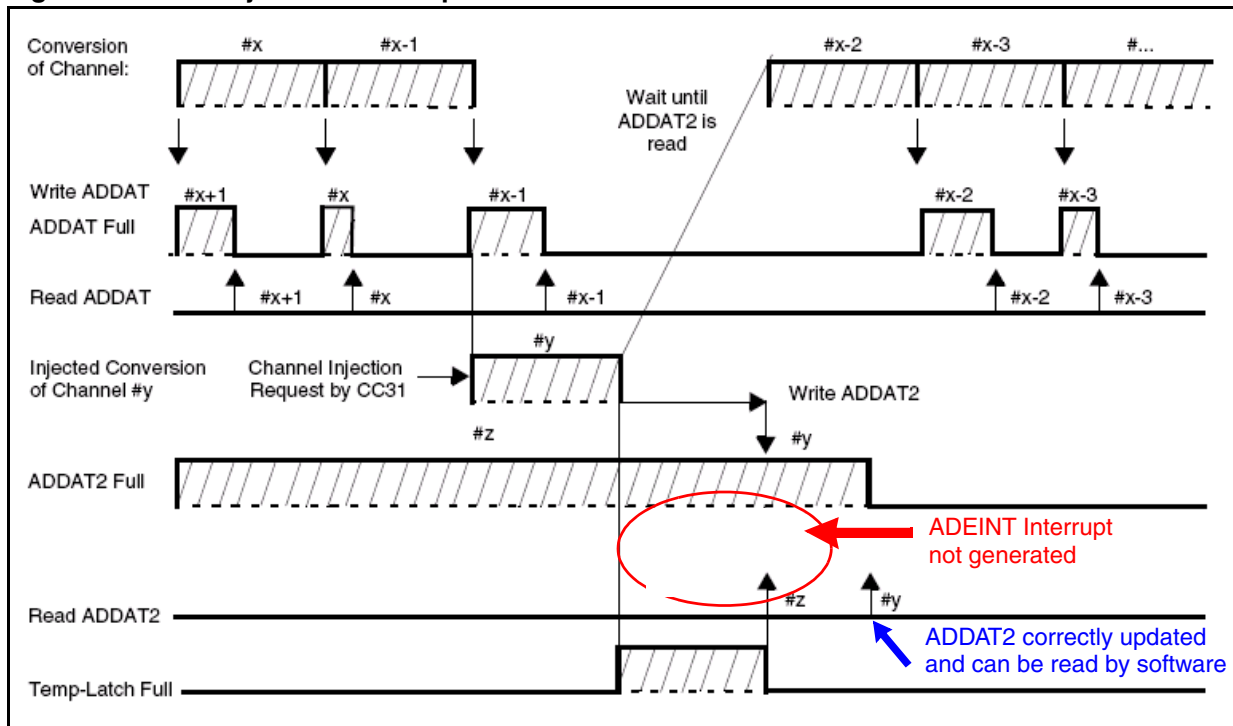 Conversion
of Channel:
#x
#x-1
#x-2
#x-3
#...
Wait until
ADDAT2 is
read
Write ADDAT
ADDAT Full
#x+1
#x
#x-1
#x-2
#x-3
Read ADDAT
#x+1
#x
#x-1
#x-2
#x-3
Injected Conversion
of Channel #y
Channel Injection
Request by CC31
#y
Write ADDAT2
#z
#y
ADDAT2 Full
ADEINT Interrupt
not generated
Read ADDAT2
#z
#y
ADDAT2 correctly updated
and can be read by software
Temp-Latch Full